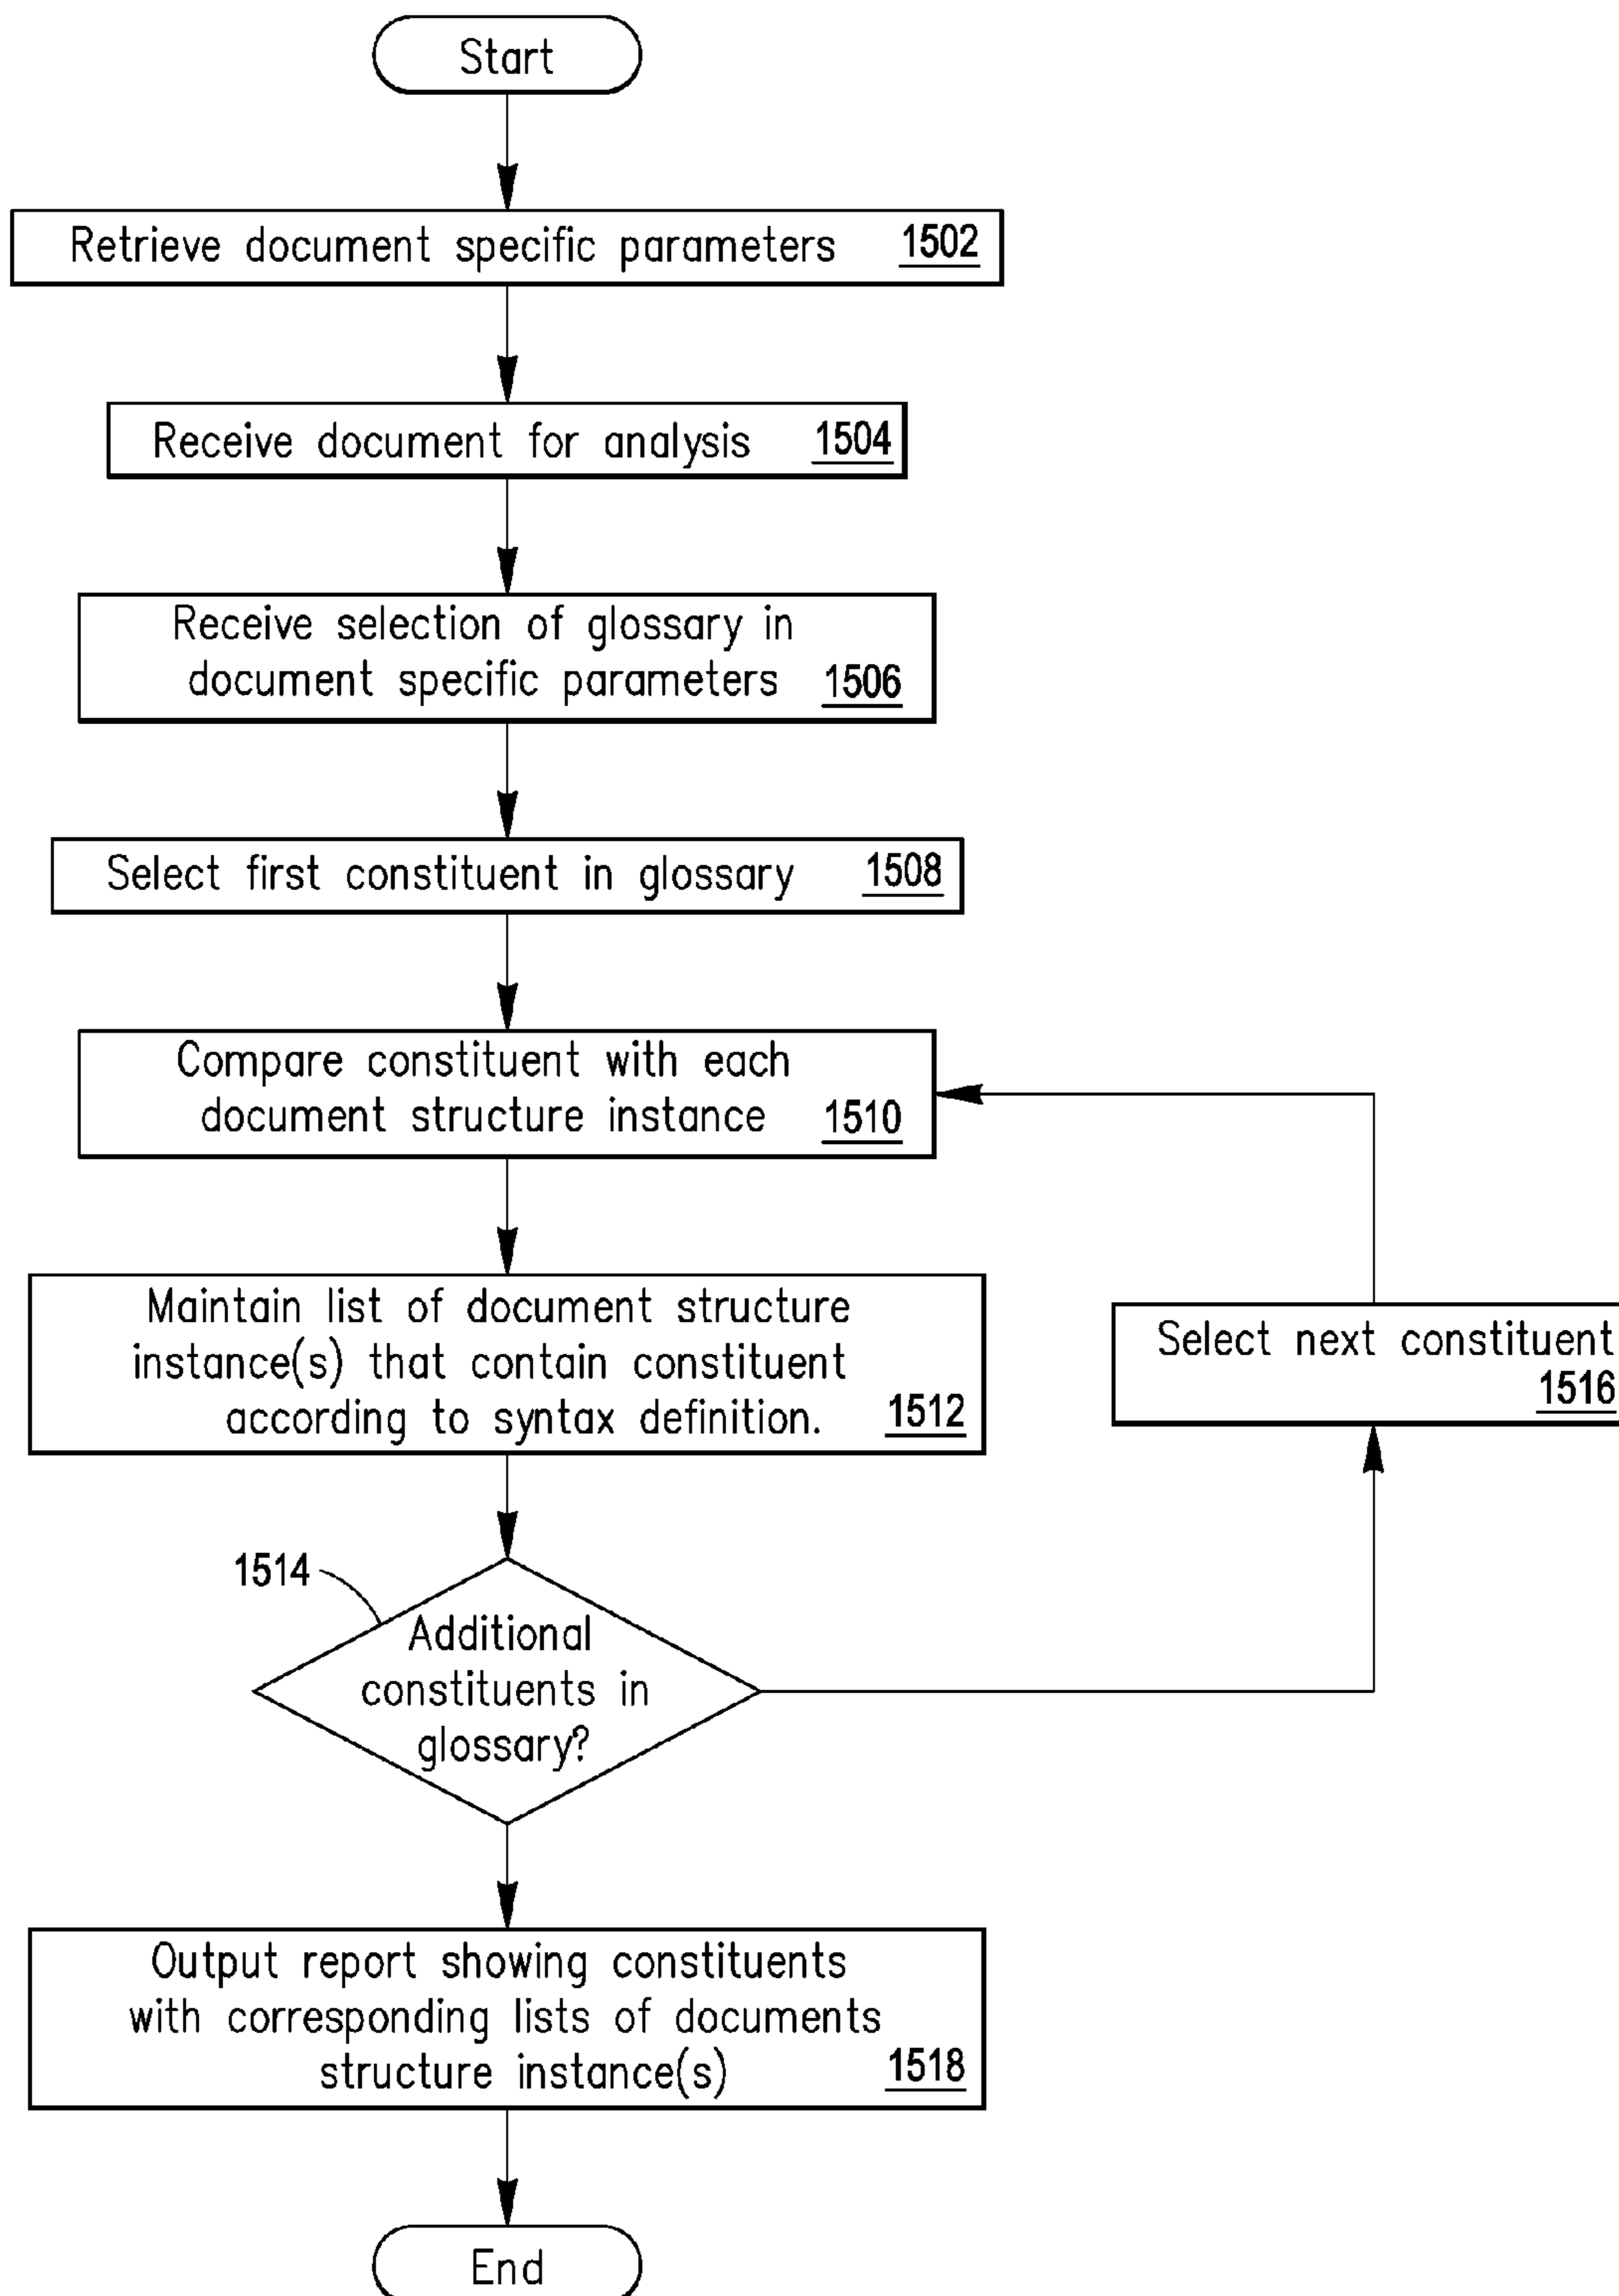 Start
Retrieve document specific parameters 1502
Receive document for analysis 1504
Receive selection of glossary in
document specific parameters 1506
Select first constituent in glossary 1508
Compare constituent with each
document structure instance 1510
Maintain list of document structure
instance(s) that contain constituent
according to syntax definition. 1512
Select next constituent
1516
1514
Additional
constituents in
glossary?
Output report showing constituents
with corresponding lists of documents
structure instance(s) 1518
End